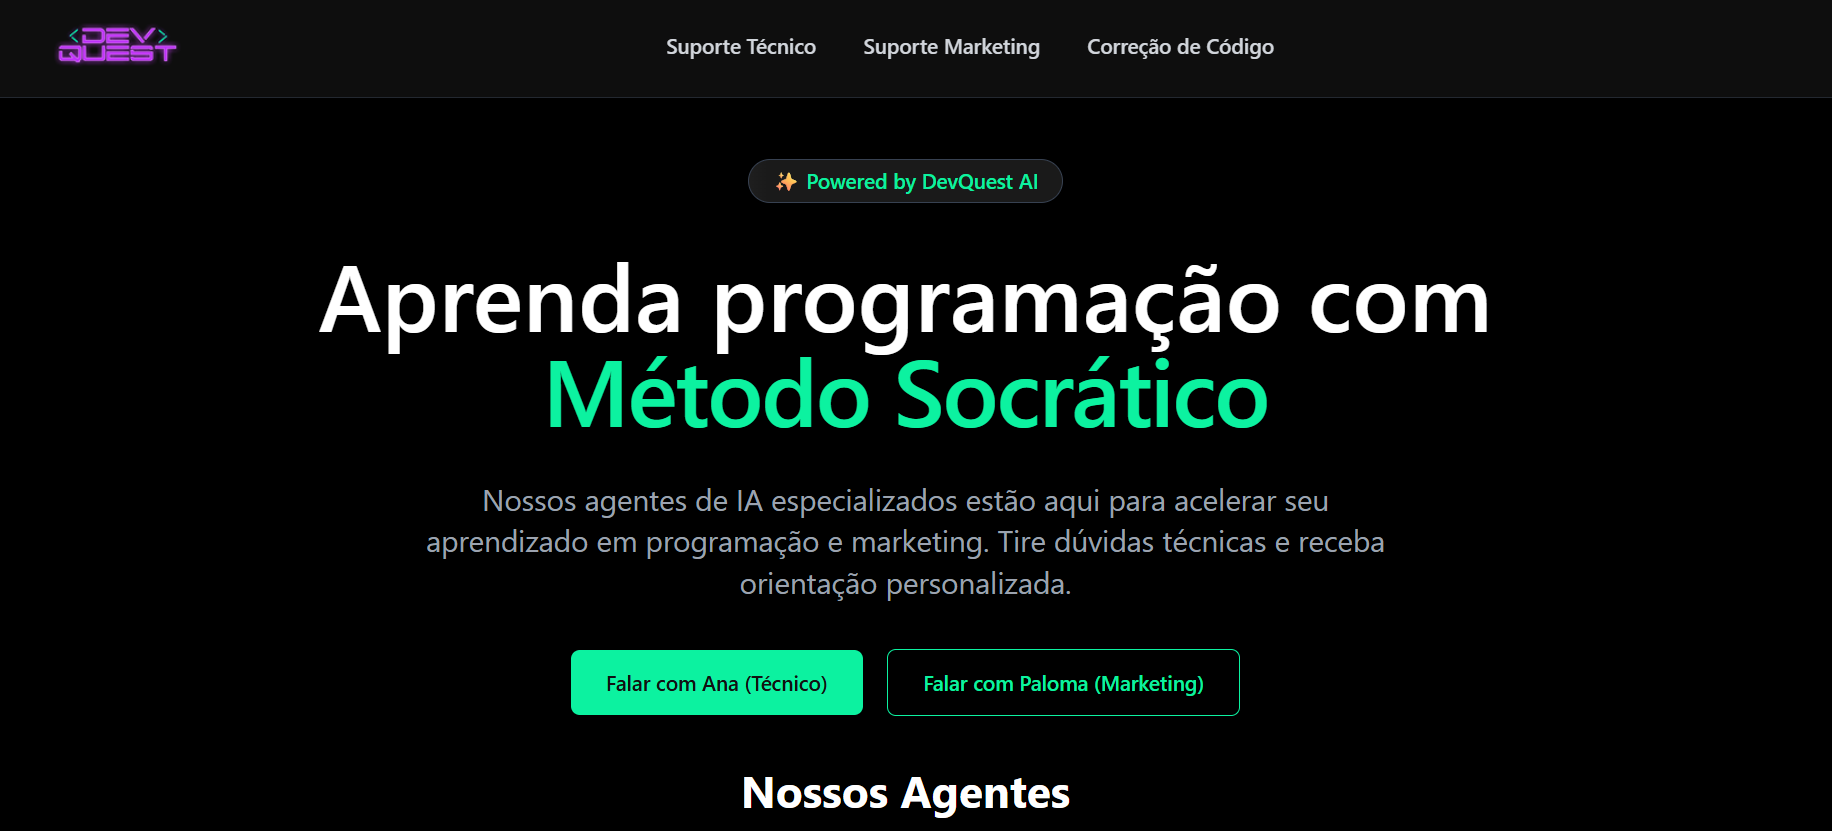 <DEV>
QUEST
Suporte Técnico
Suporte Marketing
Correção de Código
✨ Powered by DevQuest AI
Aprenda programação com
Método Socrático
Nossos agentes de IA especializados estão aqui para acelerar seu
aprendizado em programação e marketing. Tire dúvidas técnicas e receba
orientação personalizada.
Falar com Ana (Técnico)
Falar com Paloma (Marketing)
Nossos Agentes